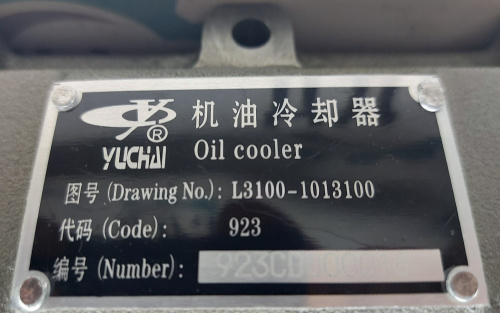 机油冷却器
® YUCHAI Oil cooler
图号 (Drawing No.): L3100-1013100
代码 (Code): 923
编号 (Number):